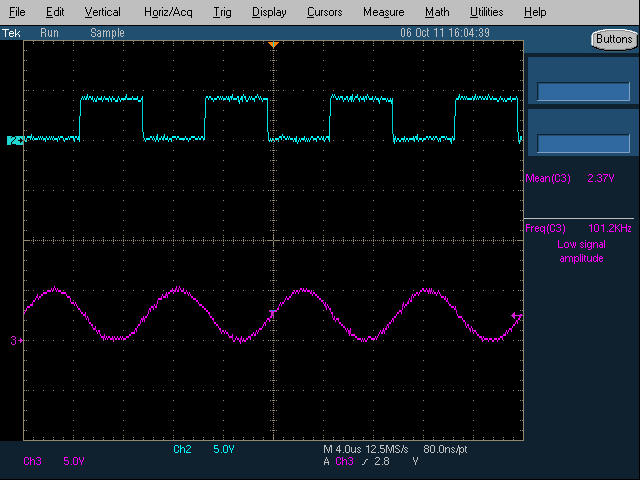 File Edit Vertical Horiz/Acq Trig Display Cursors Measure Math Utilities Help
Tek Run Sample 06 Oct 11 16:04:39
Buttons
Mean(C3) 2.37V
Freq(C3) 101.2KHz
Low signal
amplitude
3
Ch2 5.0V M 4.0us 12.5MS/s 80.0ns/pt
Ch3 5.0V A Ch3 ∫ 2.8 V